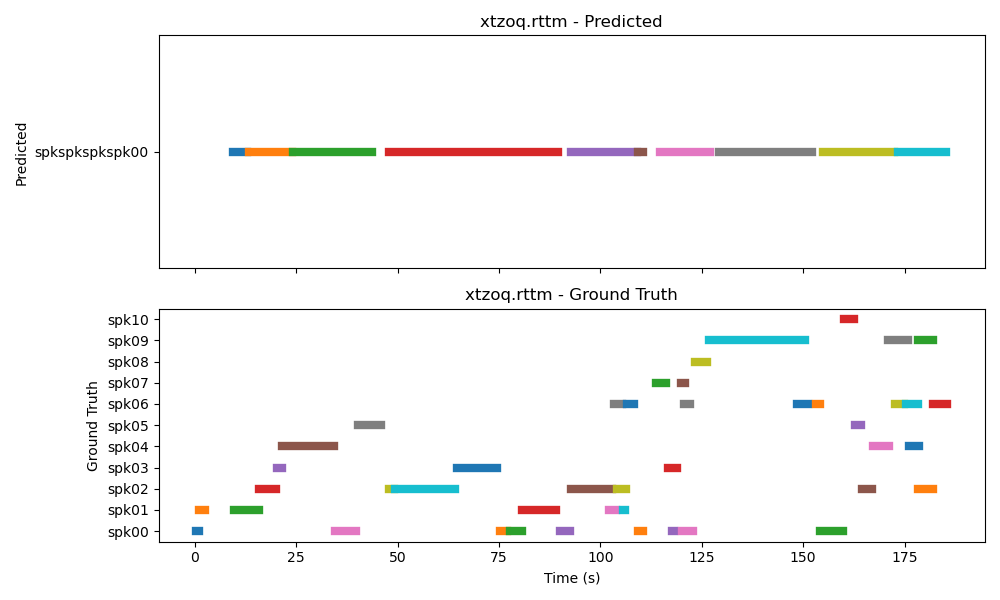 xtzoq.rttm - Predicted
Predicted
spkspkspkspk00
xtzoq.rttm - Ground Truth
Ground Truth
spk10
spk09
spk08
spk07
spk06
spk05
spk04
spk03
spk02
spk01
spk00
0 25 50 75 100 125 150 175
Time (s)